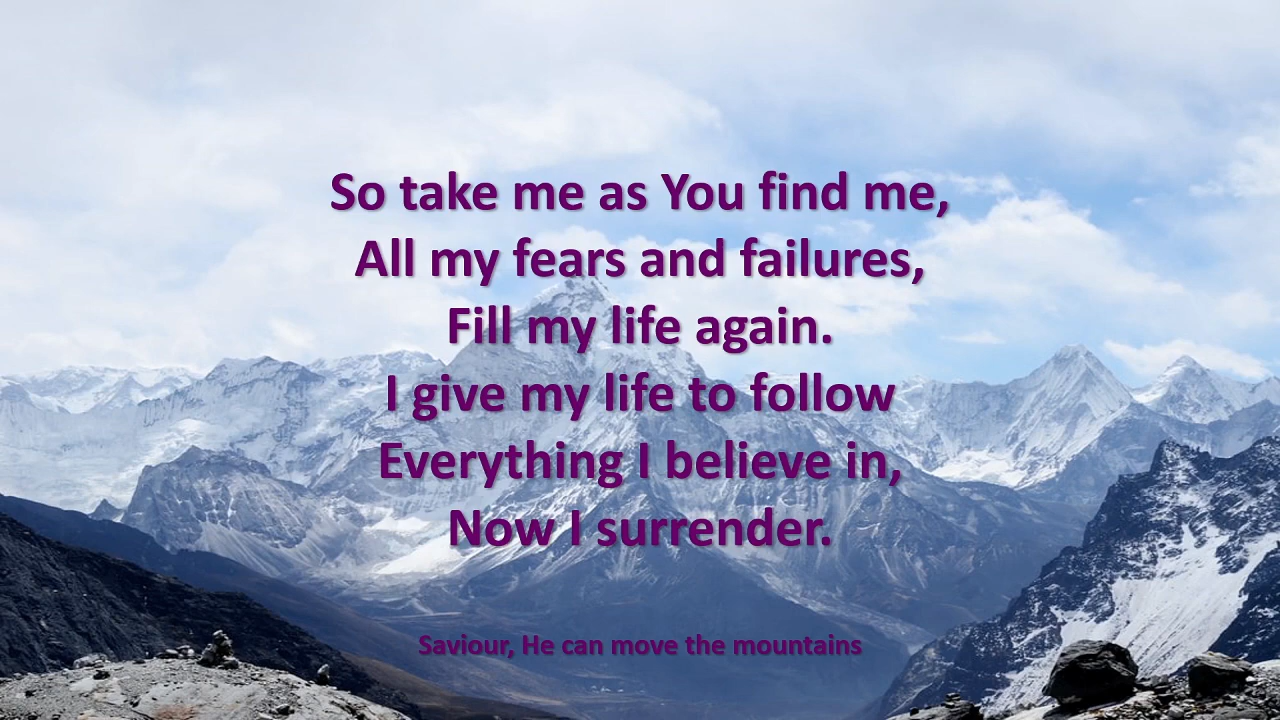 So take me as You find me,
All my fears and failures,
Fill my life again.
I give my life to follow
Everything I believe in,
Now I surrender.
Saviour, He can move the mountains